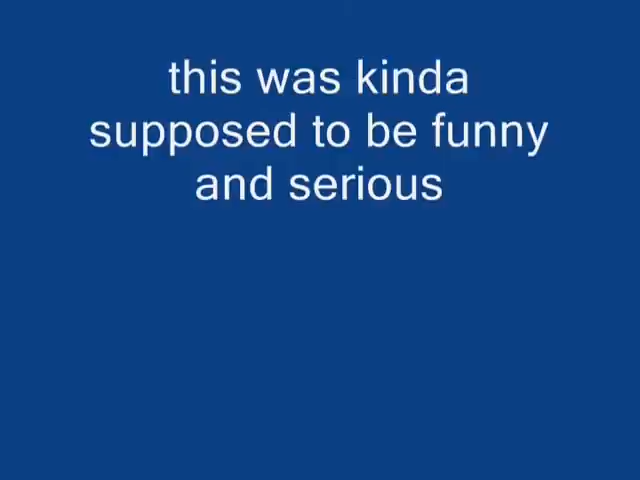 this was kinda
supposed to be funny
and serious